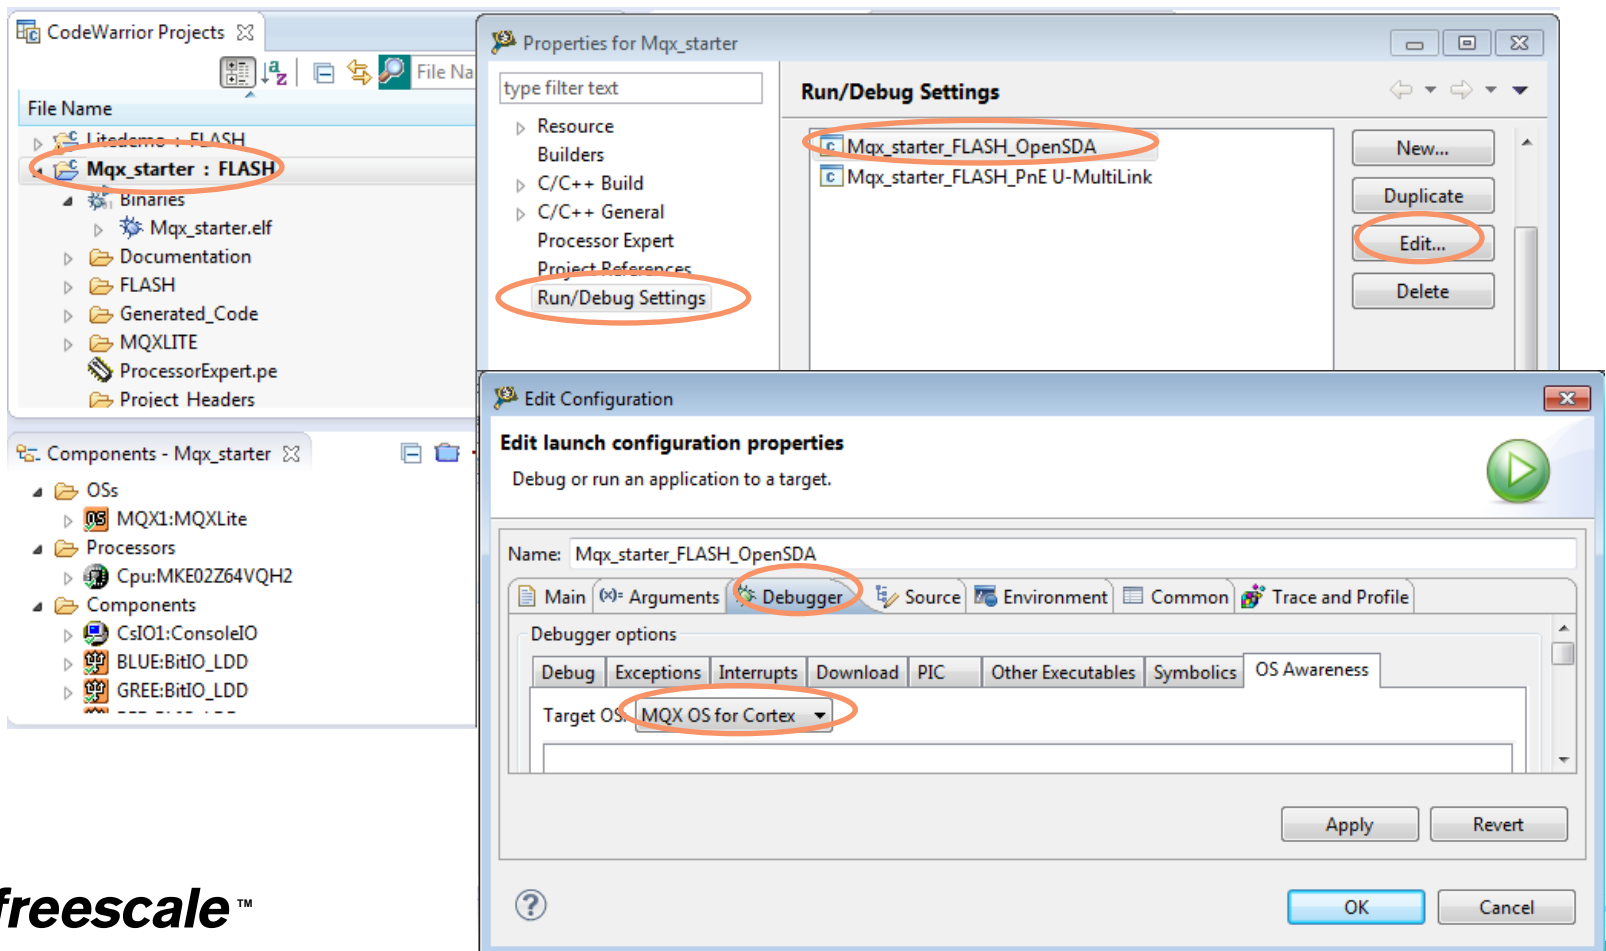 CodeWarrior Projects
File Na
File Name
Litedemo : FLASH
Mqx_starter : FLASH
Binaries
Mqx_starter.elf
Documentation
FLASH
Generated_Code
MQXLITE
ProcessorExpert.pe
Project Headers
Components - Mqx_starter
OSs
MQX1:MQXLite
Processors
Cpu:MKE02Z64VQH2
Components
CsIO1:ConsoleIO
BLUE:BitIO_LDD
GREE:BitIO_LDD
Properties for Mqx_starter
type filter text
Resource
Builders
C/C++ Build
C/C++ General
Processor Expert
Project References
Run/Debug Settings
Run/Debug Settings
Mqx_starter_FLASH_OpenSDA
Mqx_starter_FLASH_PnE U-MultiLink
New...
Duplicate
Edit...
Delete
Edit Configuration
Edit launch configuration properties
Debug or run an application to a target.
Name: Mqx_starter_FLASH_OpenSDA
Main (x)= Arguments Debugger Source Environment Common Trace and Profile
Debugger options
Debug Exceptions Interrupts Download PIC Other Executables Symbolics OS Awareness
Target OS: MQX OS for Cortex
Apply Revert
OK Cancel
freescale™